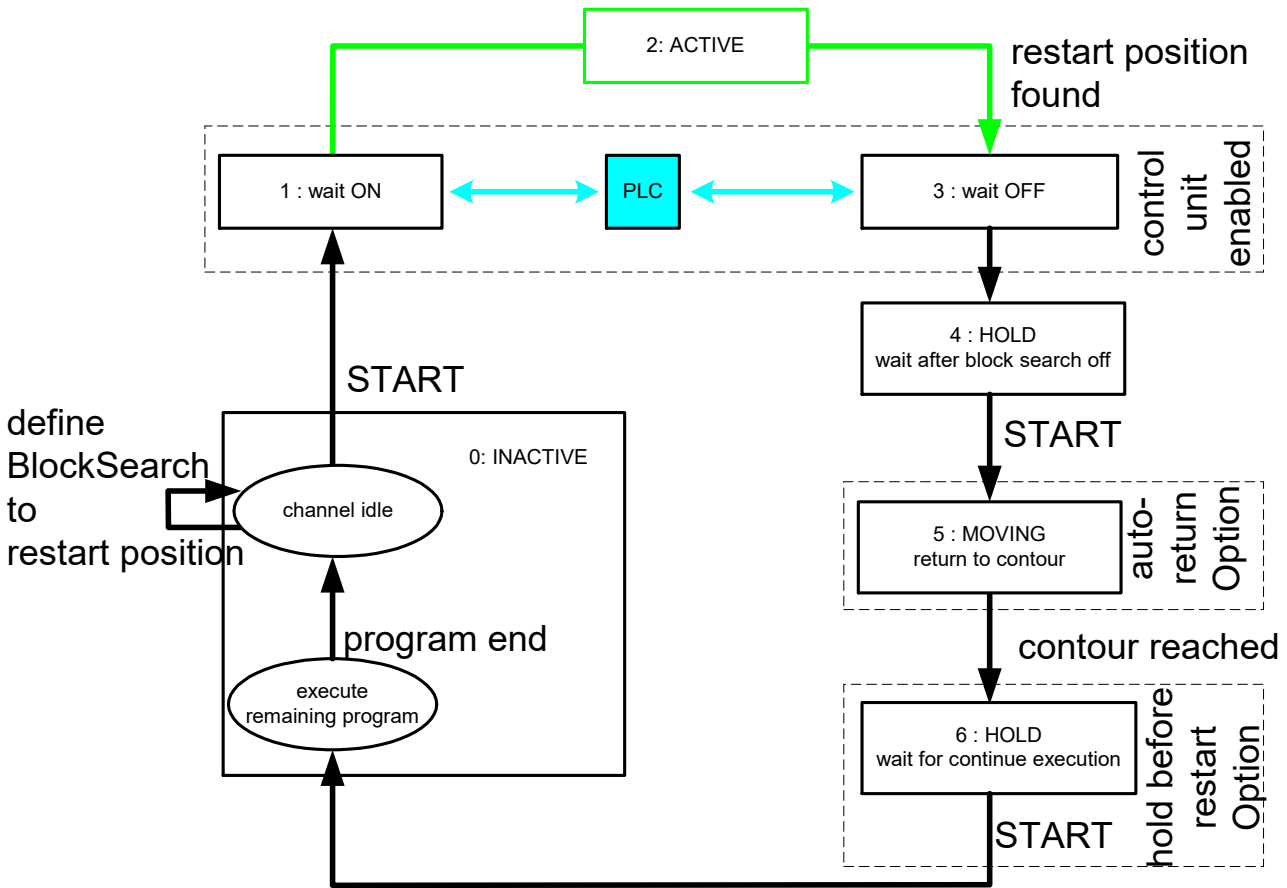 2: ACTIVE
restart position
found
1 : wait ON
PLC
3 : wait OFF
control
unit
enabled
4 : HOLD
wait after block search off
START
START
define
BlockSearch
to
restart position
0: INACTIVE
channel idle
5 : MOVING
return to contour
auto-
return
Option
program end
contour reached
execute
remaining program
6 : HOLD
wait for continue execution
hold before
restart
Option
START